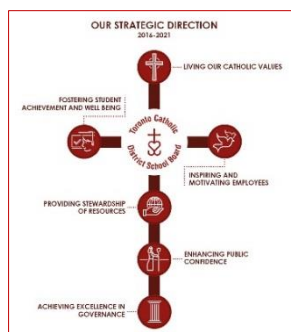 OUR STRATEGIC DIRECTION
2016-2021
LIVING OUR CATHOLIC VALUES
FOSTERING STUDENT
ACHIEVEMENT AND WELL BEING
Toronto Catholic
District School Board
INSPIRING AND
MOTIVATING EMPLOYEES
PROVIDING STEWARDSHIP
OF RESOURCES
ENHANCING PUBLIC
CONFIDENCE
ACHIEVING EXCELLENCE IN
GOVERNANCE